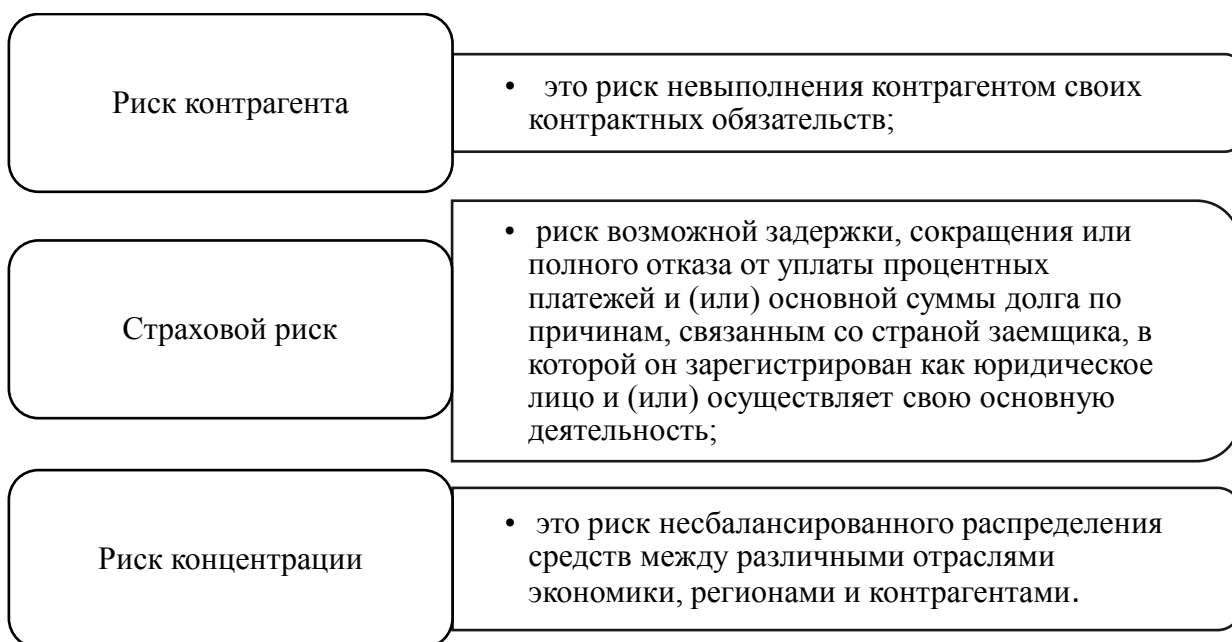 Риск контрагента
• это риск невыполнения контрагентом своих
контрактных обязательств;
Страховой риск
• риск возможной задержки, сокращения или
полного отказа от уплаты процентных
платежей и (или) основной суммы долга по
причинам, связанным со страной заемщика, в
которой он зарегистрирован как юридическое
лицо и (или) осуществляет свою основную
деятельность;
Риск концентрации
• это риск несбалансированного распределения
средств между различными отраслями
экономики, регионами и контрагентами.